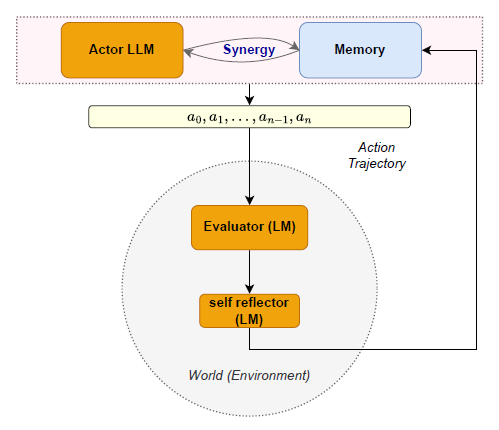 Actor LLM
Synergy
Memory
a₀, a₁, ..., aₙ₋₁, aₙ
Action
Trajectory
Evaluator (LM)
self reflector
(LM)
World (Environment)